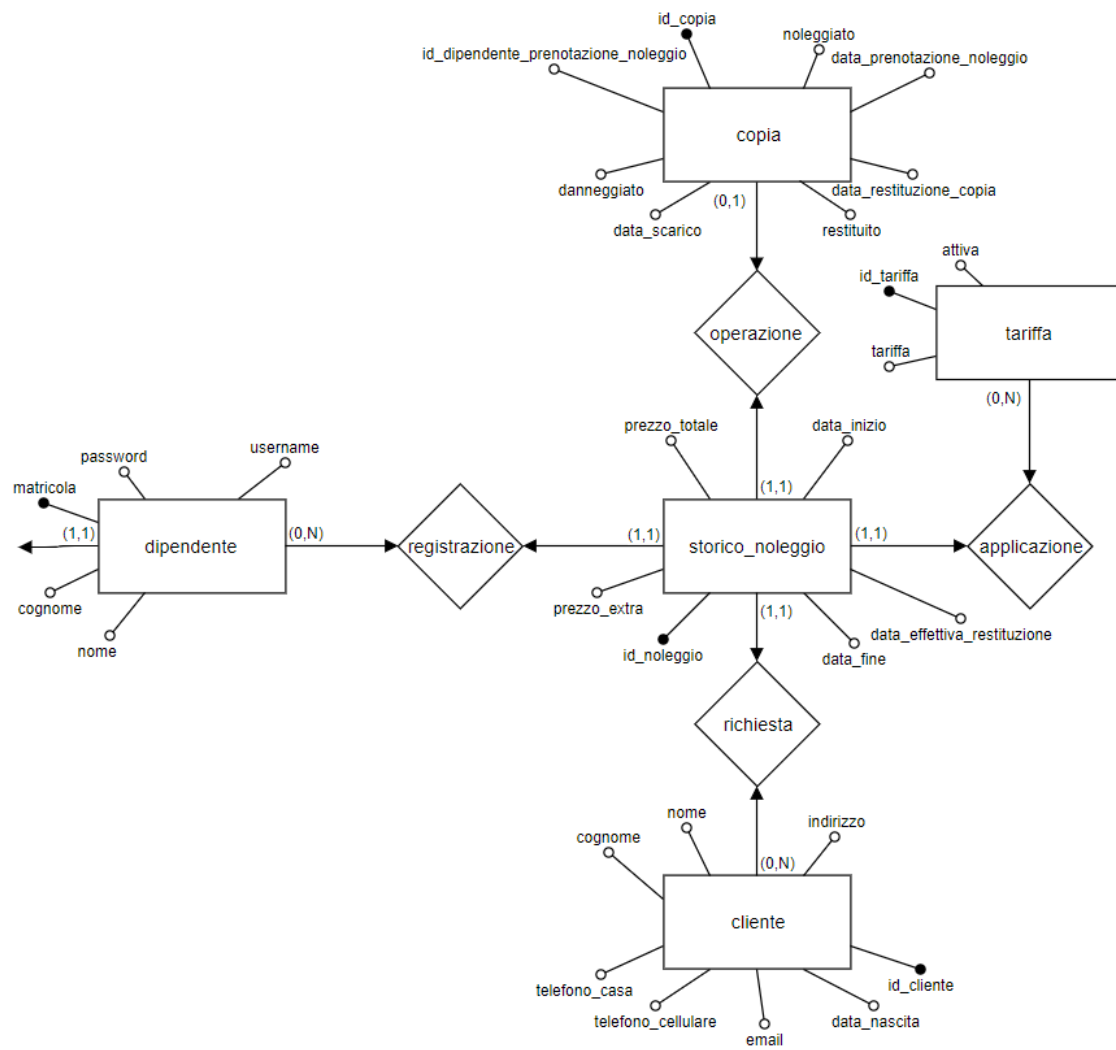 id_copia
noleggiato
id_dipendente_prenotazione_noleggio
data_prenotazione_noleggio
copia
danneggiato
data_restituzione_copia
(0,1)
data_scarico
restituito
attiva
id_tariffa
operazione
tariffa
tariffa
(0,N)
prezzo_totale
data_inizio
username
password
matricola
(1,1)
(1,1)
(0,N)
(1,1)
(1,1)
dipendente
registrazione
storico_noleggio
applicazione
cognome
prezzo_extra
(1,1)
data_effettiva_restituzione
nome
id_noleggio
data_fine
richiesta
nome
indirizzo
cognome
(0,N)
cliente
telefono_casa
id_cliente
telefono_cellulare
data_nascita
email